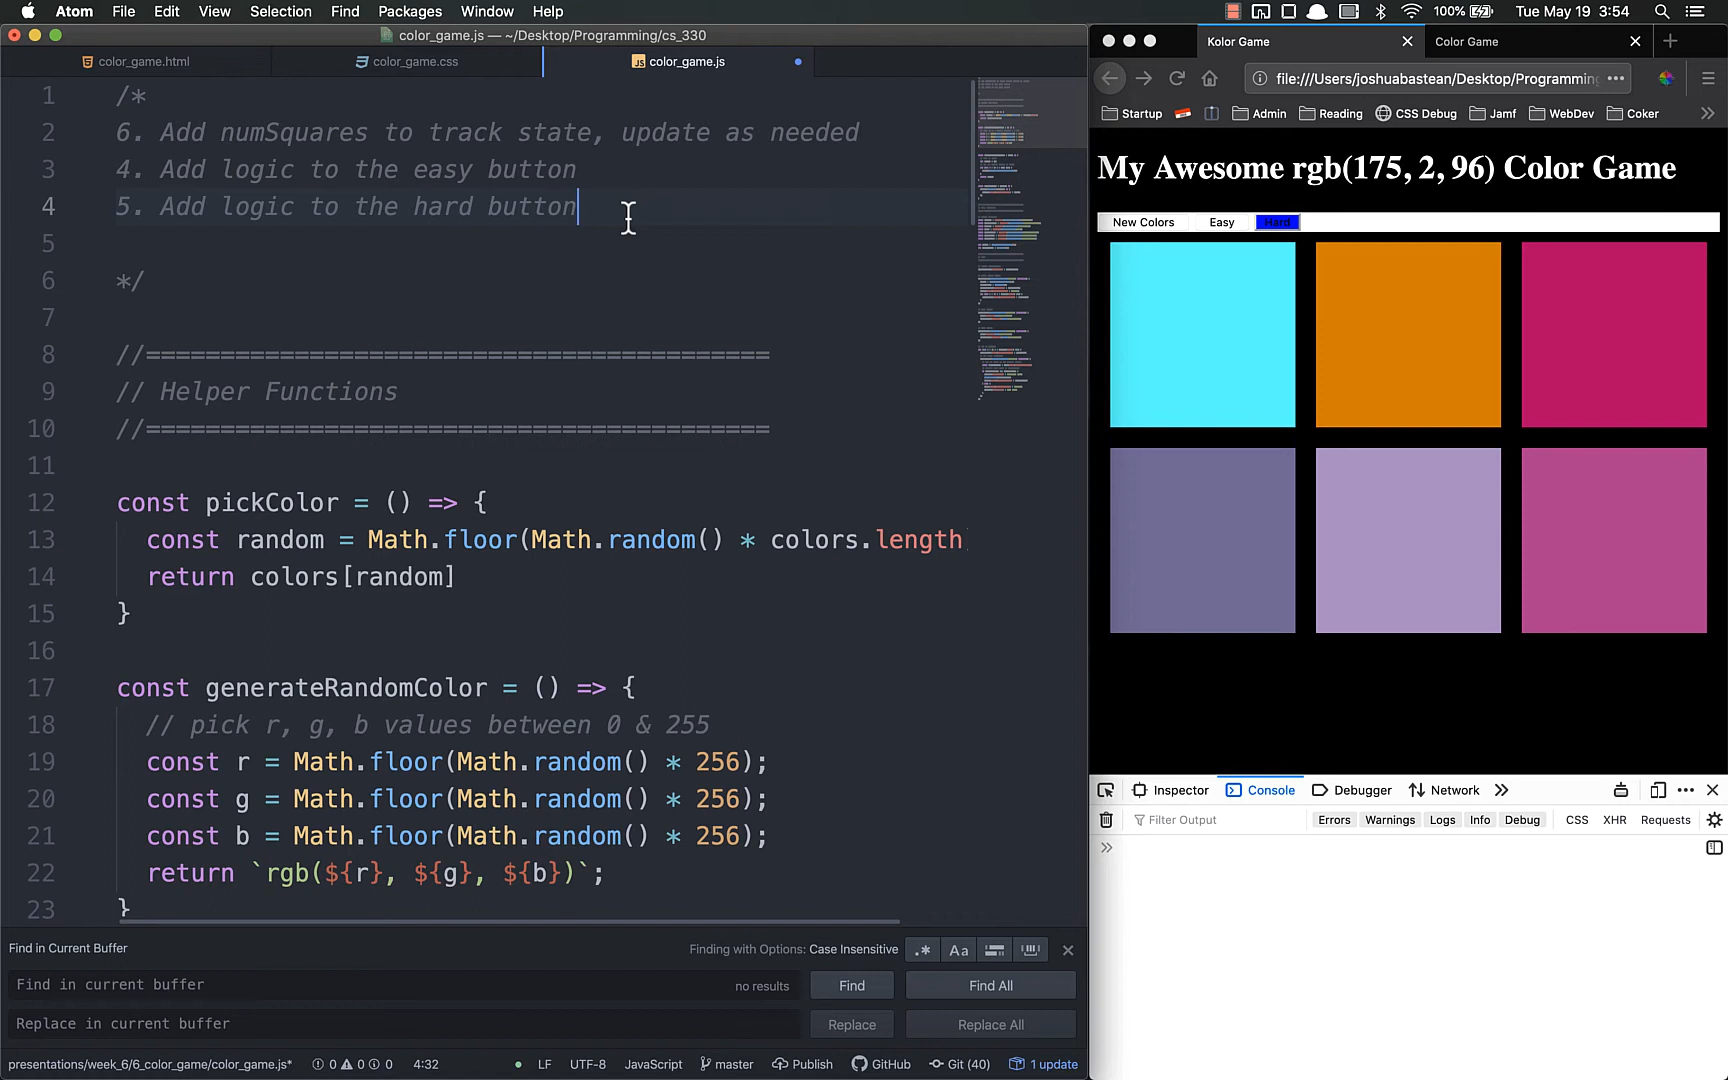 Atom File Edit View Selection Find Packages Window Help 100% Tue May 19 3:54
color_game.js — ~/Desktop/Programming/cs_330
color_game.html color_game.css color_game.js
1 /*
2 6. Add numSquares to track state, update as needed
3 4. Add logic to the easy button
4 5. Add logic to the hard button
5
6 */
7
8 //==========================================
9 // Helper Functions
10 //==========================================
11
12 const pickColor = () => {
13 const random = Math.floor(Math.random() * colors.length
14 return colors[random]
15 }
16
17 const generateRandomColor = () => {
18 // pick r, g, b values between 0 & 255
19 const r = Math.floor(Math.random() * 256);
20 const g = Math.floor(Math.random() * 256);
21 const b = Math.floor(Math.random() * 256);
22 return `rgb(${r}, ${g}, ${b})`;
23 }
Find in Current Buffer Finding with Options: Case Insensitive .* Aa
Find in current buffer no results Find Find All
Replace in current buffer Replace Replace All
presentations/week_6/6_color_game/color_game.js* 0 0 0 4:32 LF UTF-8 JavaScript master Publish GitHub Git (40) 1 update
Kolor Game Color Game
file:///Users/joshuabastean/Desktop/Programming
Startup Admin Reading CSS Debug Jamf WebDev Coker
My Awesome rgb(175, 2, 96) Color Game
New Colors Easy Hard
Inspector Console Debugger Network
Filter Output Errors Warnings Logs Info Debug CSS XHR Requests